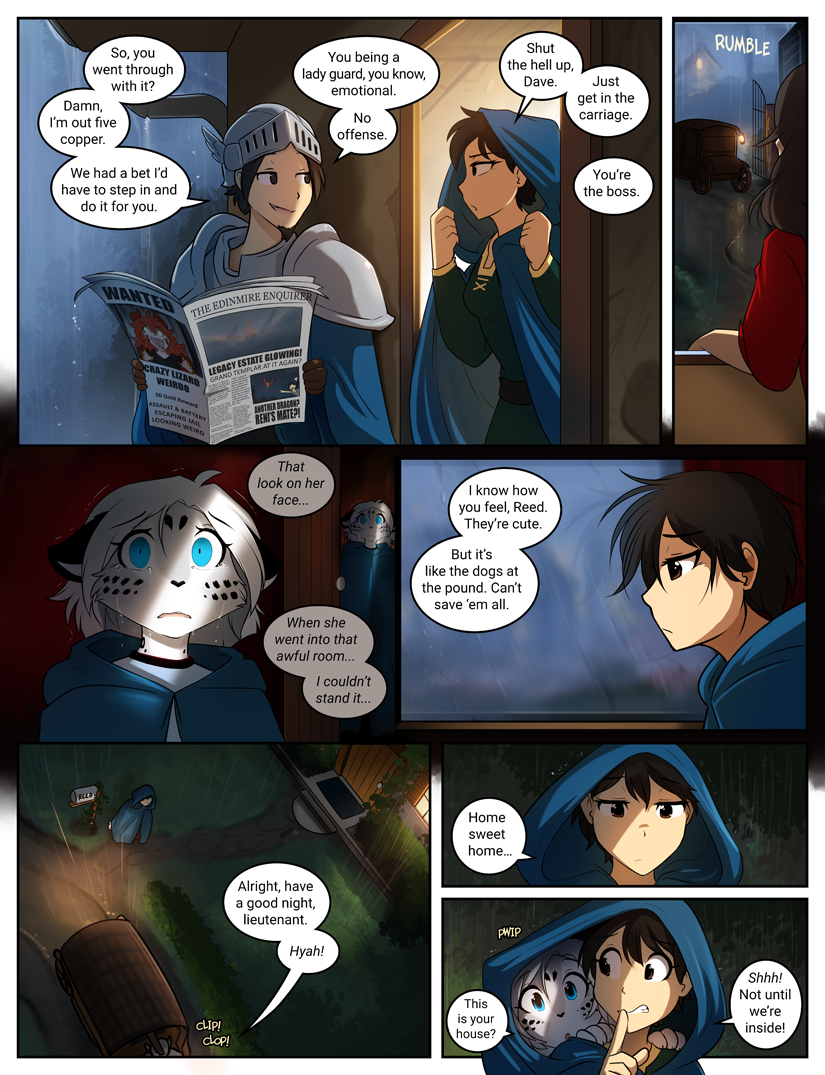 So, you
went through
with it?
Damn,
I'm out five
copper.
We had a bet I'd
have to step in and
do it for you.
You being a
lady guard, you know,
emotional.
No
offense.
Shut
the hell up,
Dave.
Just
get in the
carriage.
You're
the boss.
WANTED
CRAZY LIZARD
WEIRDO
50 Gold Reward
ASSAULT & BATTERY
ESCAPING JAIL
LOOKING WEIRD
THE EDINMIRE ENQUIRER
LEGACY ESTATE GLOWING!
GRAND TEMPLAR AT IT AGAIN?
ANOTHER DRAGON?
RENI'S MATE?!
RUMBLE
That
look on her
face...
When she
went into that
awful room...
I couldn't
stand it...
I know how
you feel, Reed.
They're cute.
But it's
like the dogs at
the pound. Can't
save 'em all.
REED
Alright, have
a good night,
lieutenant.
Hyah!
CLIP!
CLOP!
Home
sweet
home...
PWIP
This
is your
house?
Shhh!
Not until
we're
inside!